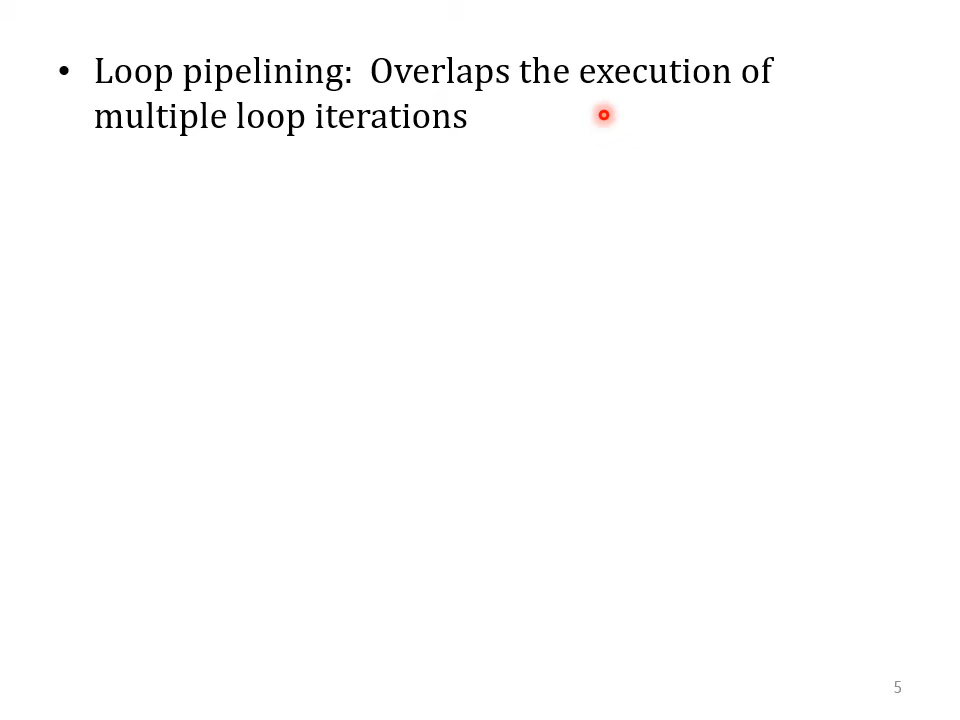 • Loop pipelining:  Overlaps the execution of
multiple loop iterations
5